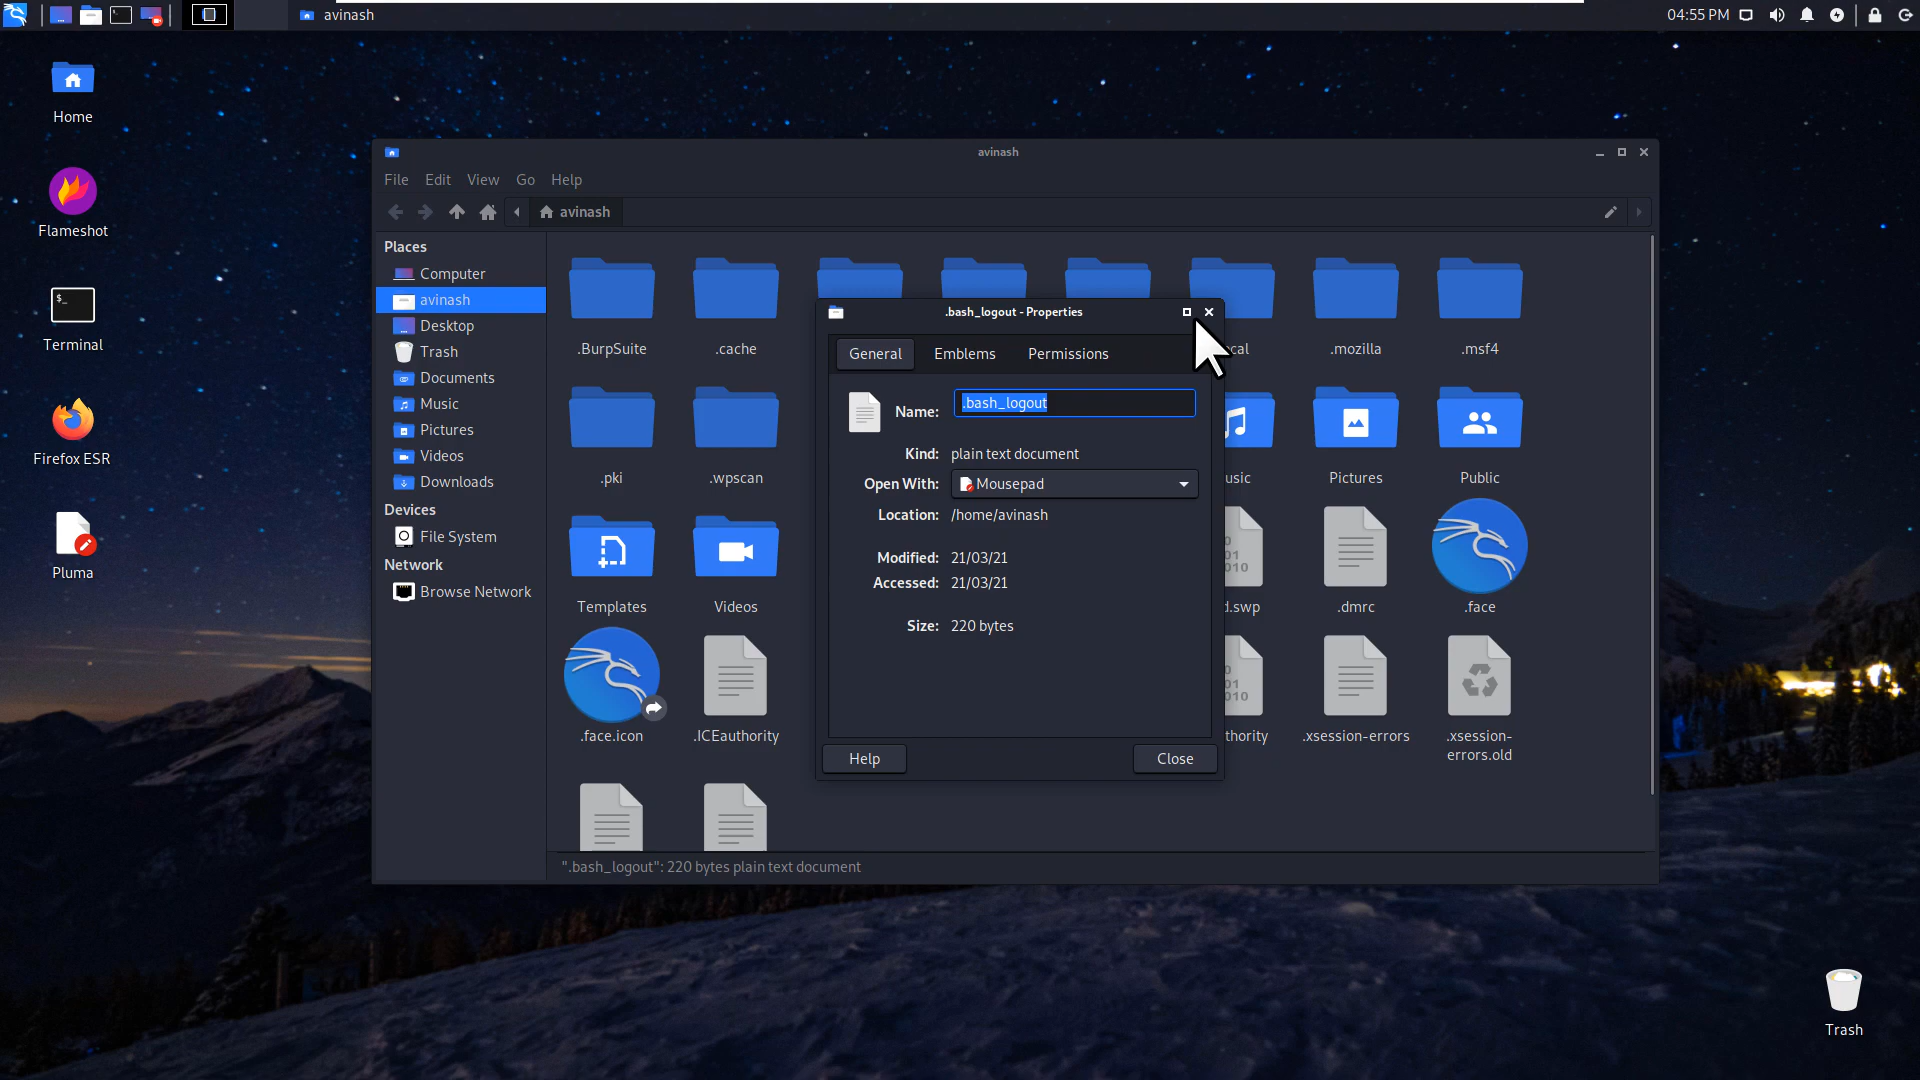 avinash
04:55 PM
Home
Flameshot
Terminal
Firefox ESR
Pluma
Trash
avinash
File Edit View Go Help
avinash
Places
Computer
avinash
Desktop
Trash
Documents
Music
Pictures
Videos
Downloads
Devices
File System
Network
Browse Network
.BurpSuite .cache cal .mozilla .msf4
.pki .wpscan usic Pictures Public
Templates Videos d.swp .dmrc .face
.face.icon .ICEauthority thority .xsession-errors .xsession-
errors.old
.bash_logout - Properties
General Emblems Permissions
Name: .bash_logout
Kind: plain text document
Open With: Mousepad
Location: /home/avinash
Modified: 21/03/21
Accessed: 21/03/21
Size: 220 bytes
Help Close
".bash_logout": 220 bytes plain text document